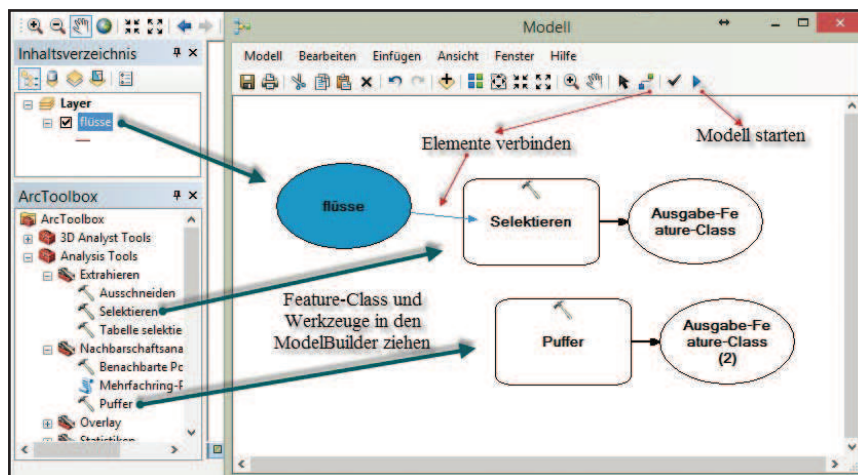 Inhaltsverzeichnis
Layer
flüsse
ArcToolbox
ArcToolbox
3D Analyst Tools
Analysis Tools
Extrahieren
Ausschneiden
Selektieren
Tabelle selektie
Nachbarschaftsana
Benachbarte Po
Mehrfachring-P
Puffer
Overlay
Statistiken
Modell
Modell Bearbeiten Einfügen Ansicht Fenster Hilfe
Elemente verbinden
Modell starten
flüsse
Selektieren
Ausgabe-Fe
ature-Class
Feature-Class und
Werkzeuge in den
ModelBuilder ziehen
Puffer
Ausgabe-Fe
ature-Class
(2)